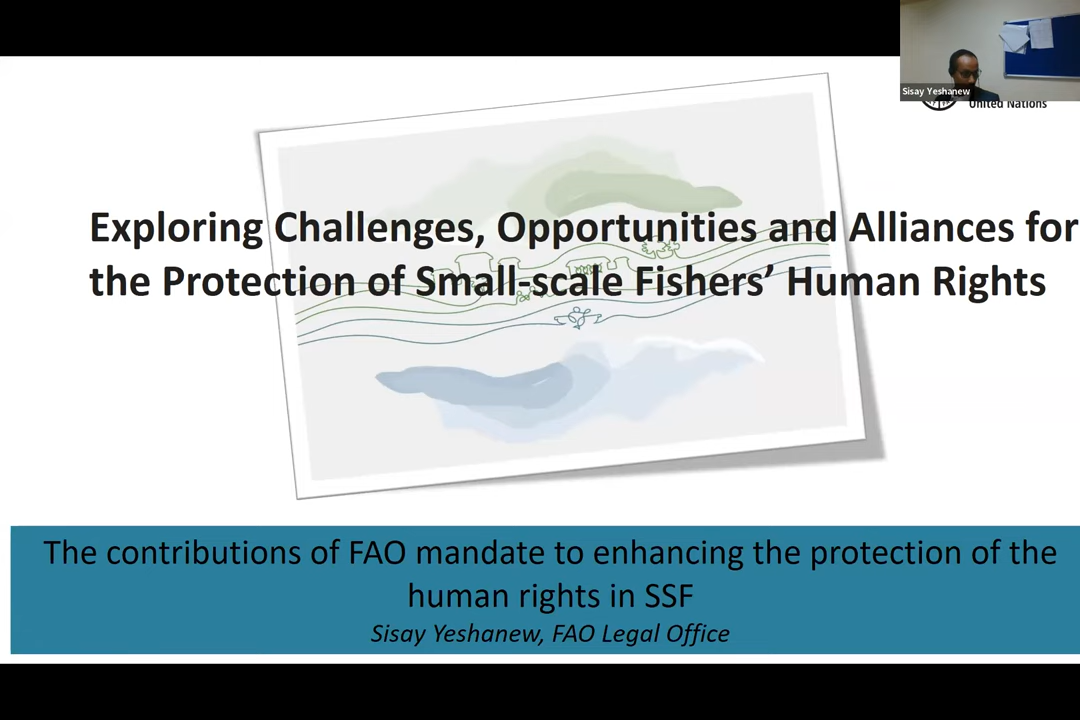 Sisay Yeshanew
United Nations
Exploring Challenges, Opportunities and Alliances for
the Protection of Small-scale Fishers’ Human Rights
The contributions of FAO mandate to enhancing the protection of the
human rights in SSF
Sisay Yeshanew, FAO Legal Office